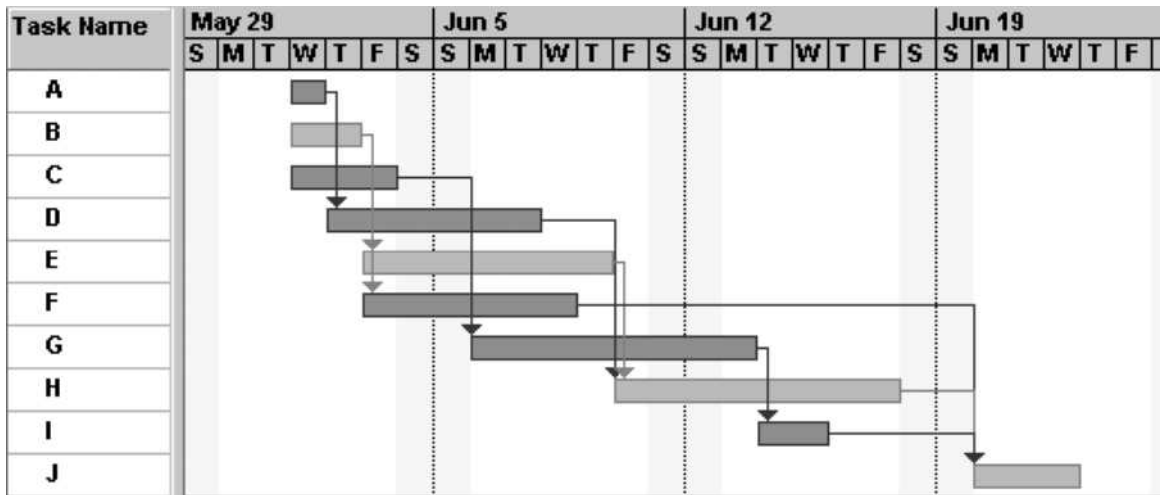 Task Name
May 29 Jun 5 Jun 12 Jun 19
S M T W T F S S M T W T F S S M T W T F S S M T W T F
A
B
C
D
E
F
G
H
I
J